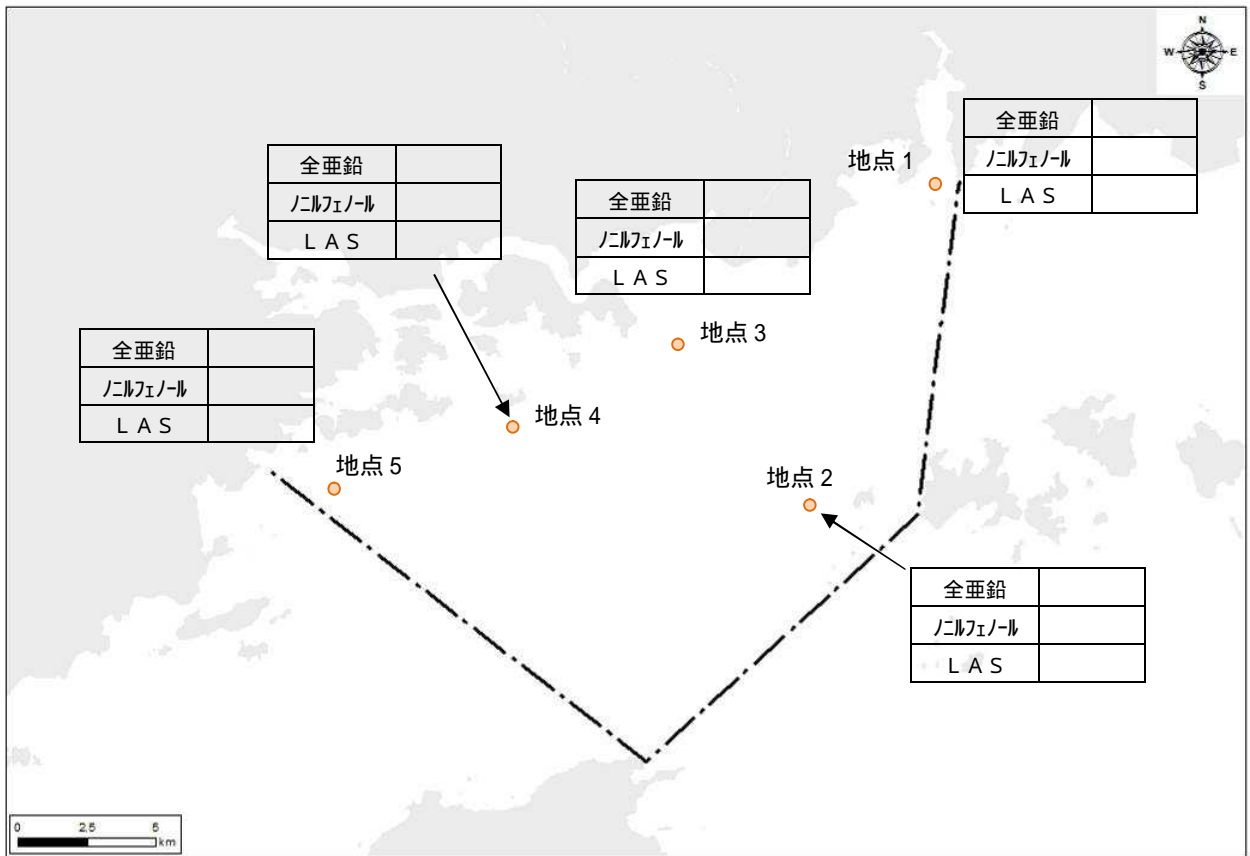 N
W E
S
全亜鉛
ﾉﾆﾙﾌｪﾉｰﾙ
ＬＡＳ
地点 1
全亜鉛
ﾉﾆﾙﾌｪﾉｰﾙ
ＬＡＳ
全亜鉛
ﾉﾆﾙﾌｪﾉｰﾙ
ＬＡＳ
地点 3
全亜鉛
ﾉﾆﾙﾌｪﾉｰﾙ
ＬＡＳ
地点 4
地点 5
地点 2
全亜鉛
ﾉﾆﾙﾌｪﾉｰﾙ
ＬＡＳ
0 2.5 5
km